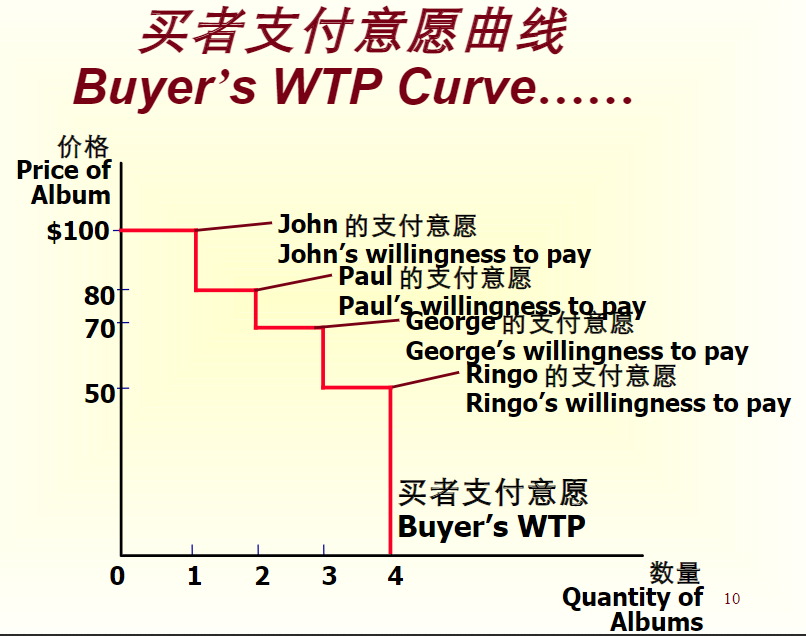 买者支付意愿曲线
Buyer’s WTP Curve……
价格
Price of
Album
$100
80
70
50
John 的支付意愿
John’s willingness to pay
Paul 的支付意愿
Paul’s willingness to pay
George 的支付意愿
George’s willingness to pay
Ringo 的支付意愿
Ringo’s willingness to pay
买者支付意愿
Buyer’s WTP
0 1 2 3 4
数量
Quantity of
Albums
10